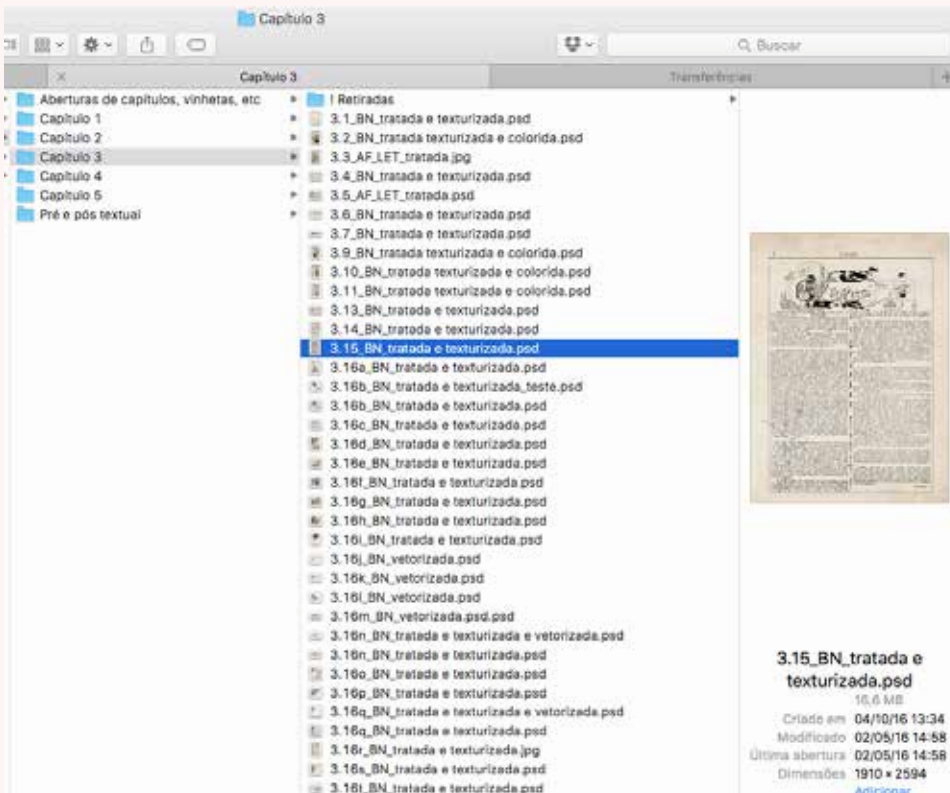 Capítulo 3
Buscar
Capítulo 3
Transferências
Aberturas de capítulos, vinhetas, etc
Capítulo 1
Capítulo 2
Capítulo 3
Capítulo 4
Capítulo 5
Pré e pós textual
! Retiradas
3.1_BN_tratada e texturizada.psd
3.2_BN_tratada texturizada e colorida.psd
3.3_AF_LET_tratada.jpg
3.4_BN_tratada e texturizada.psd
3.5_AF_LET_tratada.psd
3.6_BN_tratada e texturizada.psd
3.7_BN_tratada e texturizada.psd
3.9_BN_tratada texturizada e colorida.psd
3.10_BN_tratada texturizada e colorida.psd
3.11_BN_tratada texturizada e colorida.psd
3.13_BN_tratada e texturizada.psd
3.14_BN_tratada e texturizada.psd
3.15_BN_tratada e texturizada.psd
3.16a_BN_tratada e texturizada.psd
3.16b_BN_tratada e texturizada_teste.psd
3.16b_BN_tratada e texturizada.psd
3.16c_BN_tratada e texturizada.psd
3.16d_BN_tratada e texturizada.psd
3.16e_BN_tratada e texturizada.psd
3.16f_BN_tratada e texturizada.psd
3.16g_BN_tratada e texturizada.psd
3.16h_BN_tratada e texturizada.psd
3.16i_BN_tratada e texturizada.psd
3.16j_BN_vetorizada.psd
3.16k_BN_vetorizada.psd
3.16l_BN_vetorizada.psd
3.16m_BN_vetorizada.psd.psd
3.16n_BN_tratada e texturizada e vetorizada.psd
3.16n_BN_tratada e texturizada.psd
3.16o_BN_tratada e texturizada.psd
3.16p_BN_tratada e texturizada.psd
3.16q_BN_tratada e texturizada e vetorizada.psd
3.16q_BN_tratada e texturizada.psd
3.16r_BN_tratada e texturizada.jpg
3.16s_BN_tratada e texturizada.psd
3.16t_BN_tratada e texturizada.psd
3.15_BN_tratada e
texturizada.psd
16,6 MB
Criado em 04/10/16 13:34
Modificado 02/05/16 14:58
Última abertura 02/05/16 14:58
Dimensões 1910 × 2594
Adicionar